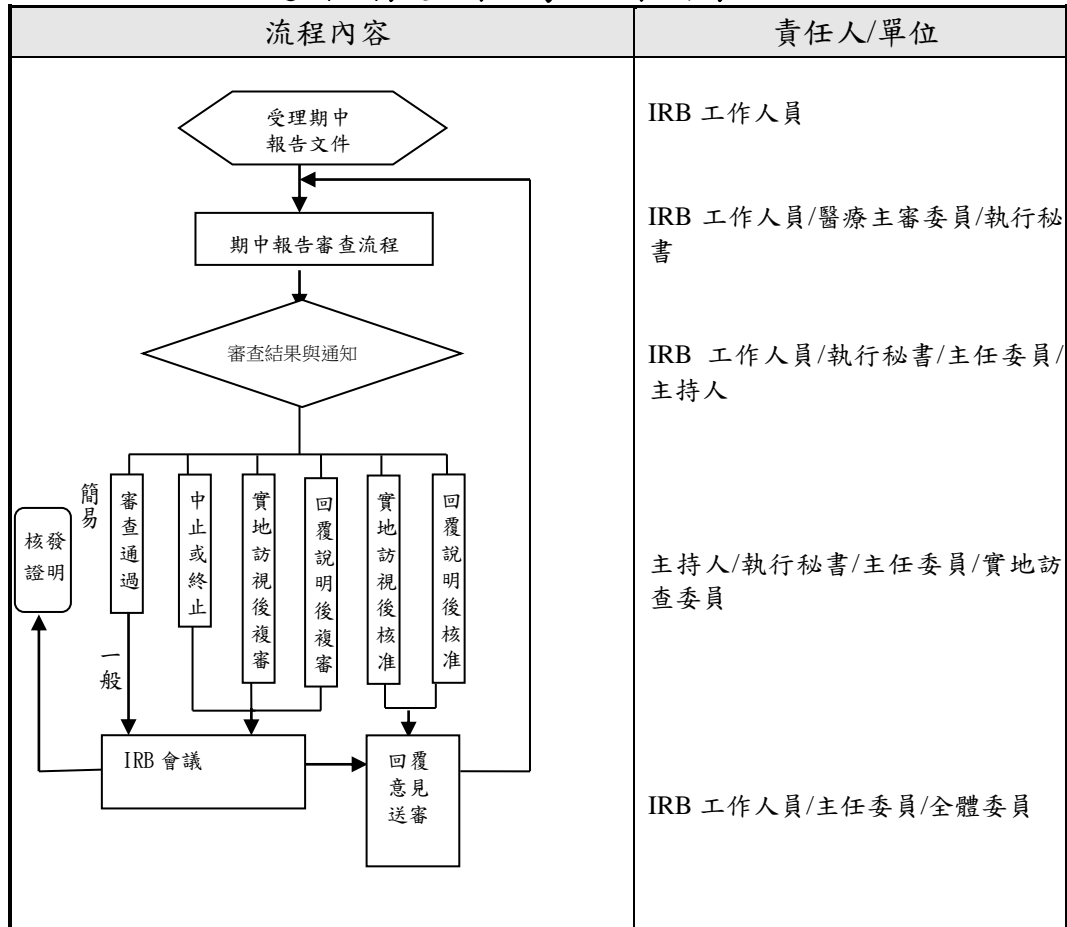 流程內容
責任人/單位
受理期中
報告文件
IRB 工作人員
期中報告審查流程
IRB 工作人員/醫療主審委員/執行秘
書
審查結果與通知
IRB 工作人員/執行秘書/主任委員/
主持人
簡易
核發
證明
審查通過
中止或終止
實地訪視後複審
回覆說明後複審
實地訪視後核准
回覆說明後核准
主持人/執行秘書/主任委員/實地訪
查委員
一般
IRB 會議
回覆
意見
送審
IRB 工作人員/主任委員/全體委員